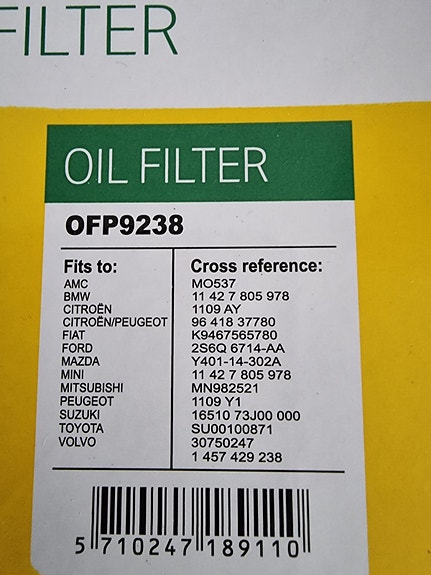 FILTER
OIL FILTER
OFP9238
Fits to: Cross reference:
AMC MO537
BMW 11 42 7 805 978
CITROËN 1109 AY
CITROËN/PEUGEOT 96 418 37780
FIAT K9467565780
FORD 2S6Q 6714-AA
MAZDA Y401-14-302A
MINI 11 42 7 805 978
MITSUBISHI MN982521
PEUGEOT 1109 Y1
SUZUKI 16510 73J00 000
TOYOTA SU00100871
VOLVO 30750247
1 457 429 238
5 710247 189110